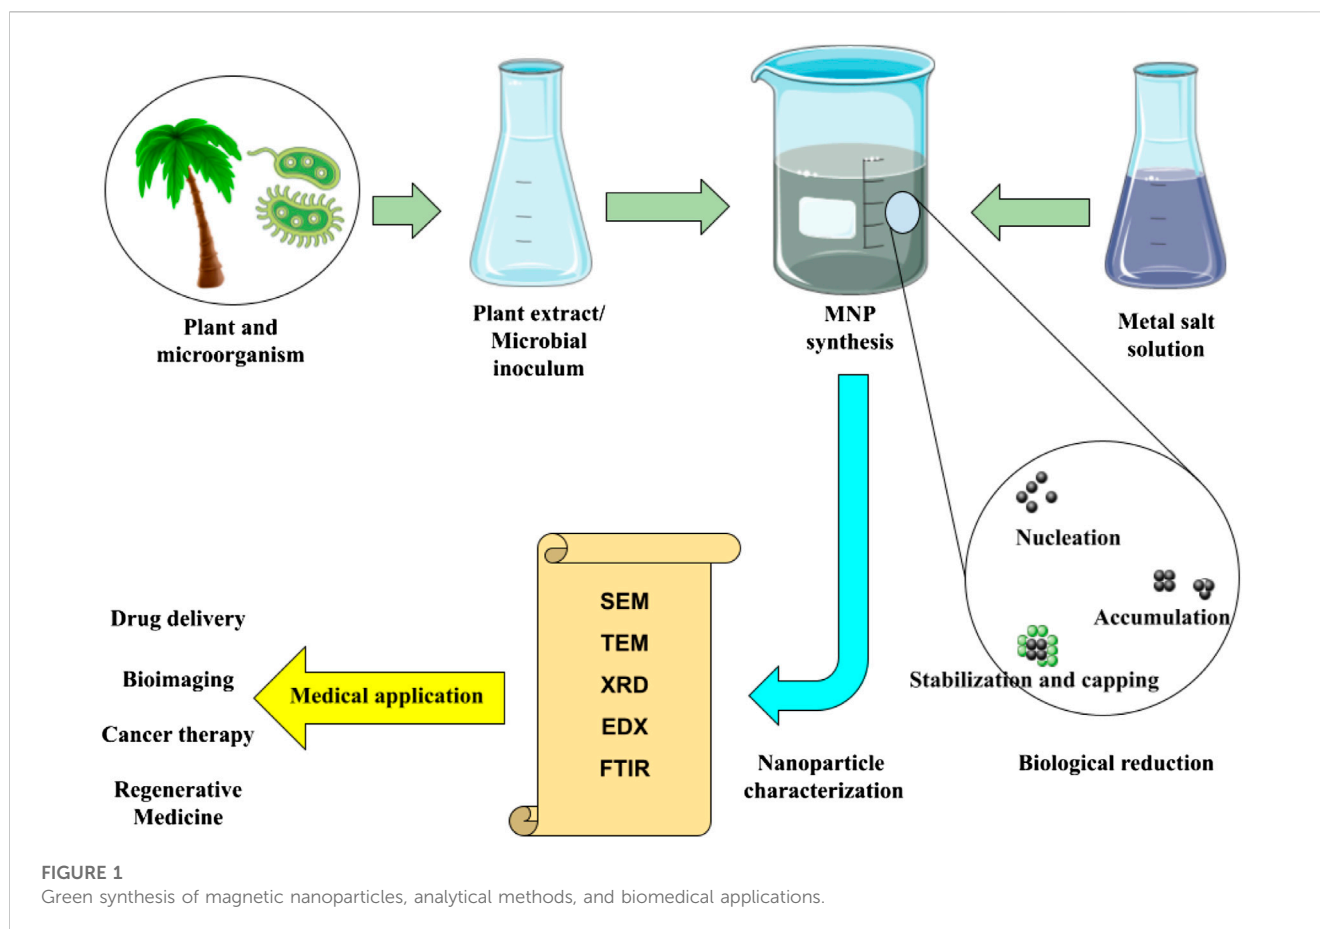 Plant and
microorganism
Plant extract/
Microbial
inoculum
MNP
synthesis
Metal salt
solution
Nucleation
Accumulation
Stabilization and capping
Biological reduction
Nanoparticle
characterization
SEM
TEM
XRD
EDX
FTIR
Medical application
Drug delivery
Bioimaging
Cancer therapy
Regenerative
Medicine
FIGURE 1
Green synthesis of magnetic nanoparticles, analytical methods, and biomedical applications.